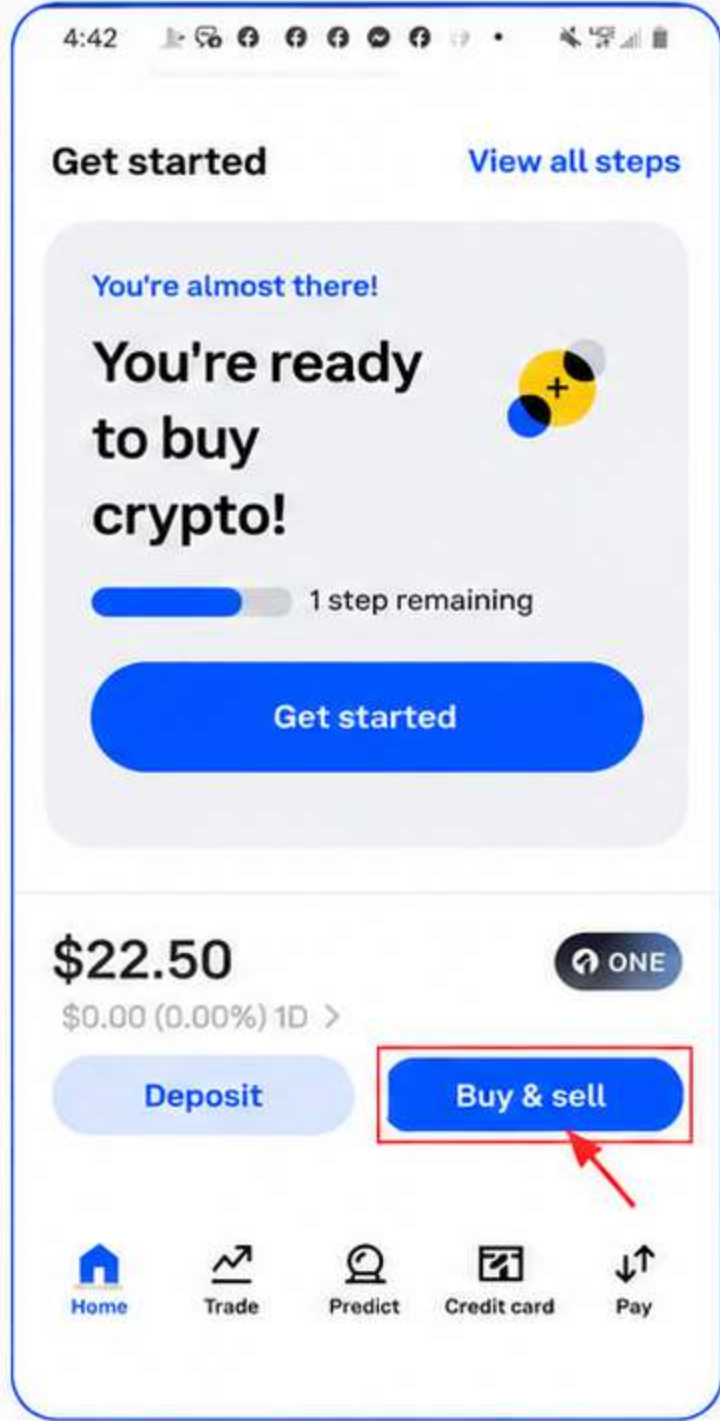 4:42
Get started
View all steps
You're almost there!
You're ready
to buy
crypto!
1 step remaining
Get started
$22.50
ONE
$0.00 (0.00%) 1D >
Deposit
Buy & sell
Home
Trade
Predict
Credit card
Pay